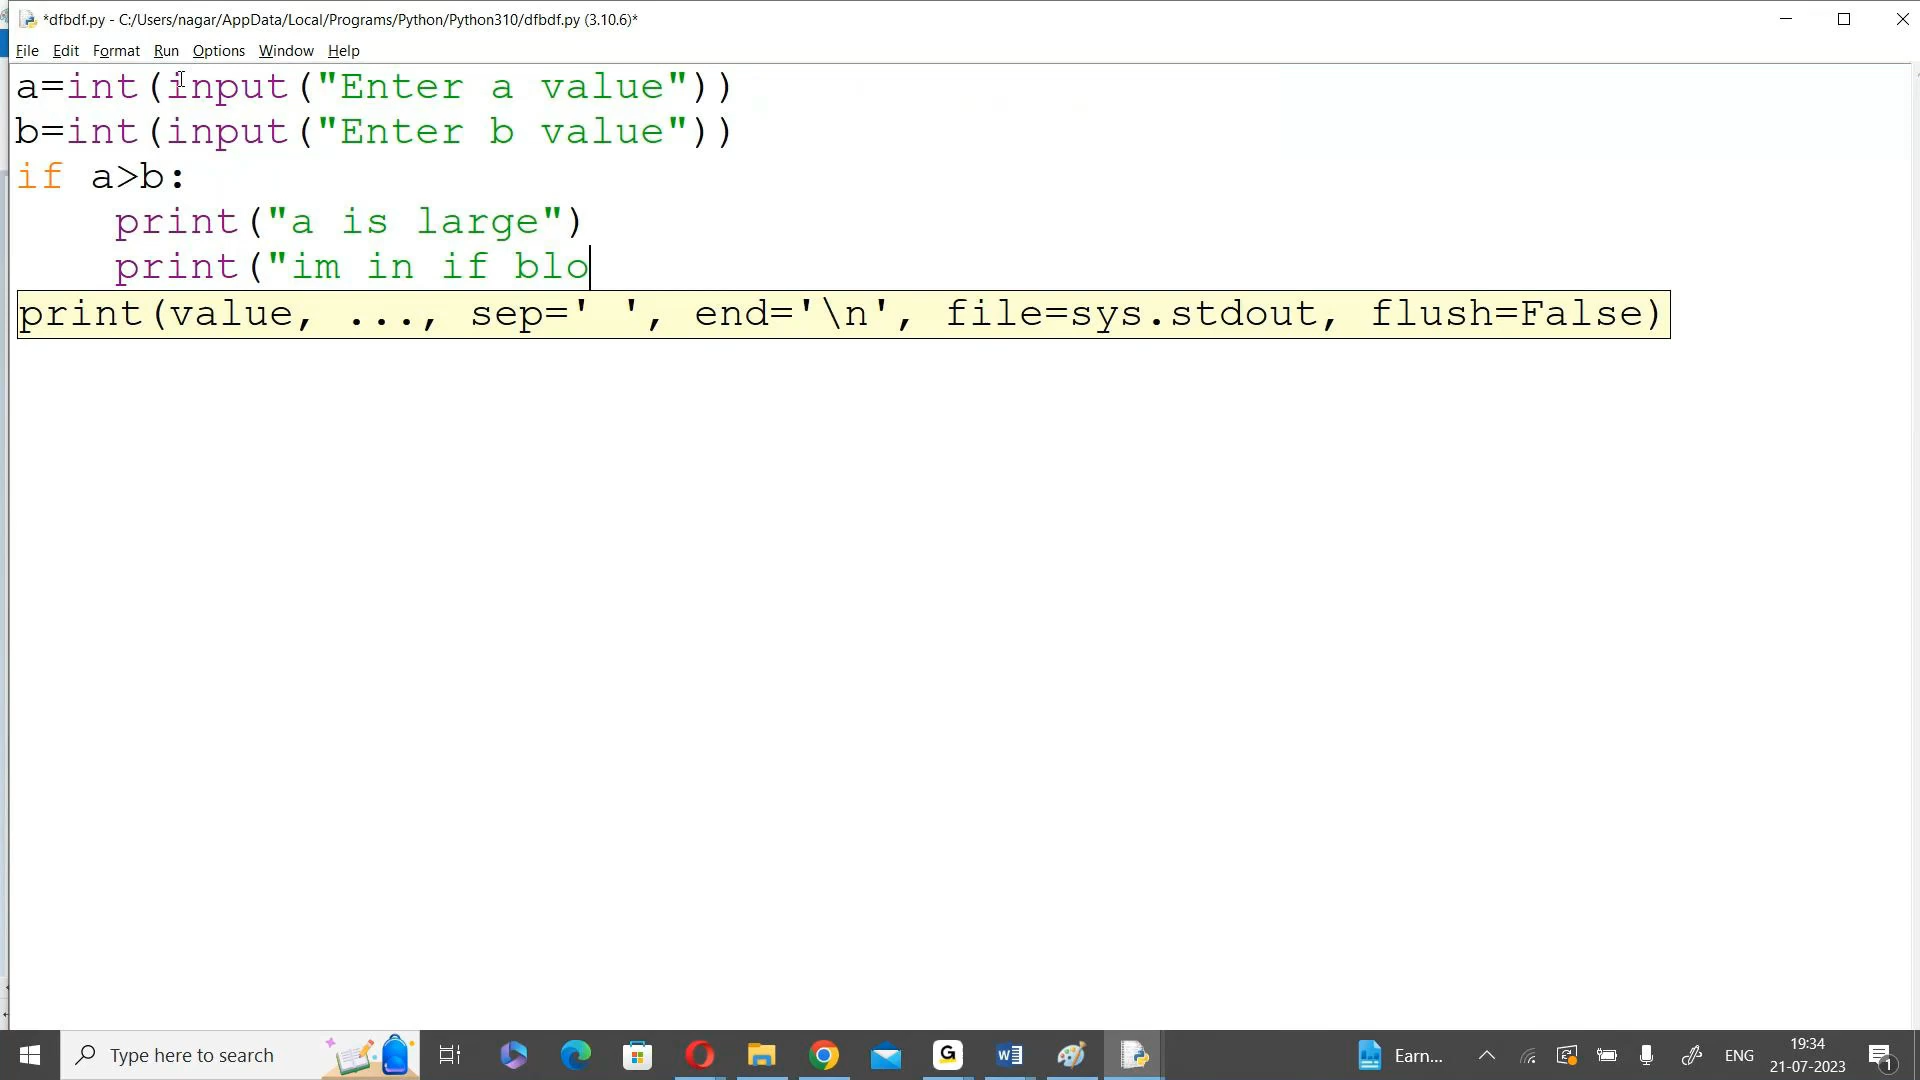 *dfbdf.py - C:/Users/nagar/AppData/Local/Programs/Python/Python310/dfbdf.py (3.10.6)*
File Edit Format Run Options Window Help
a=int(input("Enter a value"))
b=int(input("Enter b value"))
if a>b:
    print("a is large")
    print("im in if blo
print(value, ..., sep=' ', end='\n', file=sys.stdout, flush=False)
Type here to search
Earn...
ENG
19:34
21-07-2023
1